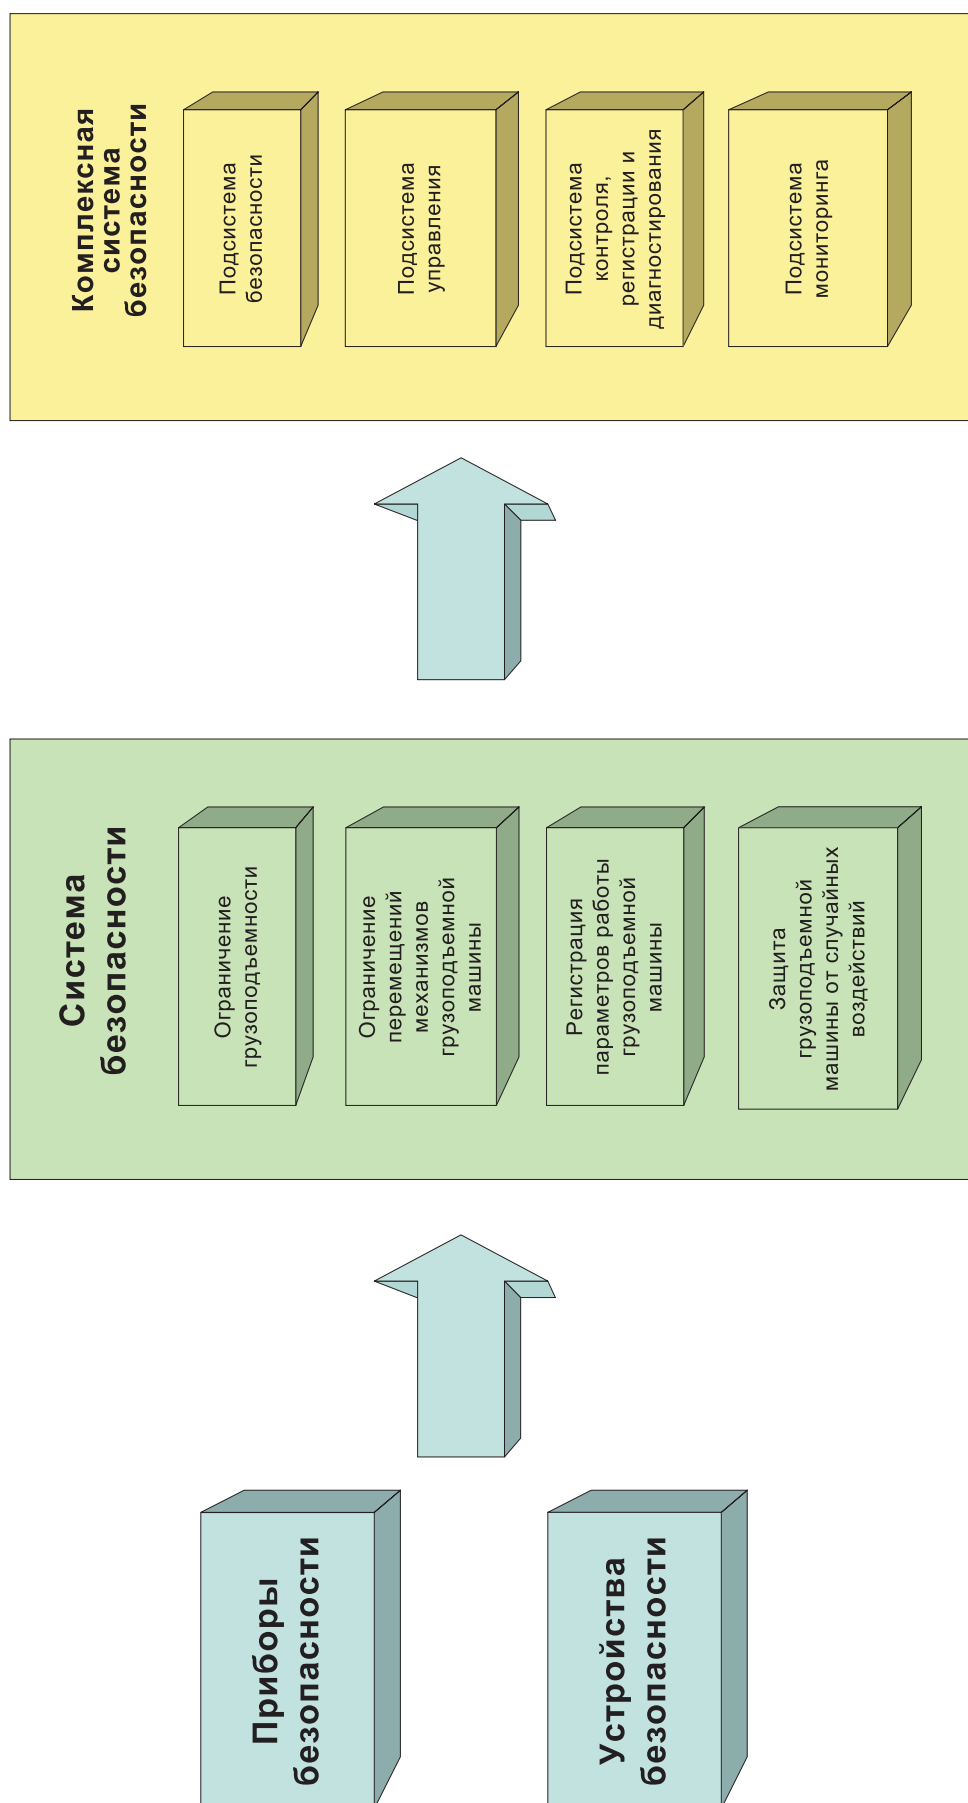 Приборы
безопасности
Устройства
безопасности
Система
безопасности
Ограничение
грузоподъемности
Ограничение
перемещений
механизмов
грузоподъемной
машины
Регистрация
параметров работы
грузоподъемной
машины
Защита
грузоподъемной
машины от случайных
воздействий
Комплексная
система
безопасности
Подсистема
безопасности
Подсистема
управления
Подсистема
контроля,
регистрации и
диагностирования
Подсистема
мониторинга